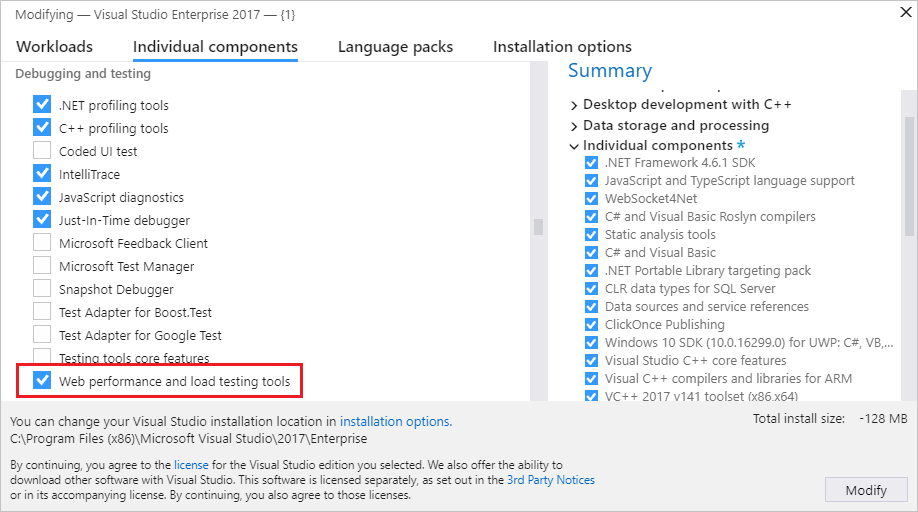 Modifying — Visual Studio Enterprise 2017 — {1}
Workloads
Individual components
Language packs
Installation options
Debugging and testing
.NET profiling tools
C++ profiling tools
Coded UI test
IntelliTrace
JavaScript diagnostics
Just-In-Time debugger
Microsoft Feedback Client
Microsoft Test Manager
Snapshot Debugger
Test Adapter for Boost.Test
Test Adapter for Google Test
Testing tools core features
Web performance and load testing tools
Summary
Desktop development with C++
Data storage and processing
Individual components *
.NET Framework 4.6.1 SDK
JavaScript and TypeScript language support
WebSocket4Net
C# and Visual Basic Roslyn compilers
Static analysis tools
C# and Visual Basic
.NET Portable Library targeting pack
CLR data types for SQL Server
Data sources and service references
ClickOnce Publishing
Windows 10 SDK (10.0.16299.0) for UWP: C#, VB,...
Visual Studio C++ core features
Visual C++ compilers and libraries for ARM
VC++ 2017 v141 toolset (x86,x64)
You can change your Visual Studio installation location in installation options.
C:\Program Files (x86)\Microsoft Visual Studio\2017\Enterprise
Total install size: -128 MB
By continuing, you agree to the license for the Visual Studio edition you selected. We also offer the ability to
download other software with Visual Studio. This software is licensed separately, as set out in the 3rd Party Notices
or in its accompanying license. By continuing, you also agree to those licenses.
Modify